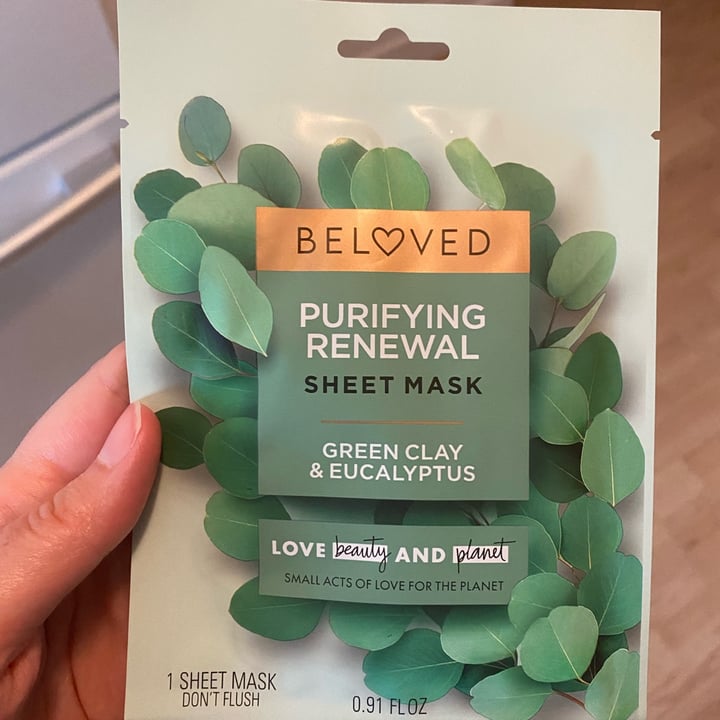 BELOVED
PURIFYING
RENEWAL
SHEET MASK
GREEN CLAY
& EUCALYPTUS
LOVE beauty AND planet
SMALL ACTS OF LOVE FOR THE PLANET
1 SHEET MASK
DON'T FLUSH
0.91 FL OZ